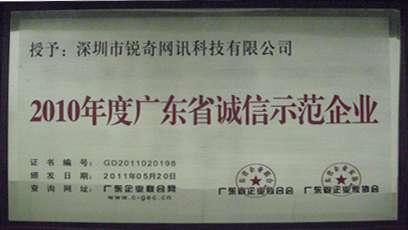 授予：深圳市锐奇网讯科技有限公司
2010年度广东省诚信示范企业
证书编号：GD2011020198
颁发日期：2011年05月20日
查询网址：广东企业联合网
www.c-gec.cn
广东省企业联合会 广东省企业家协会